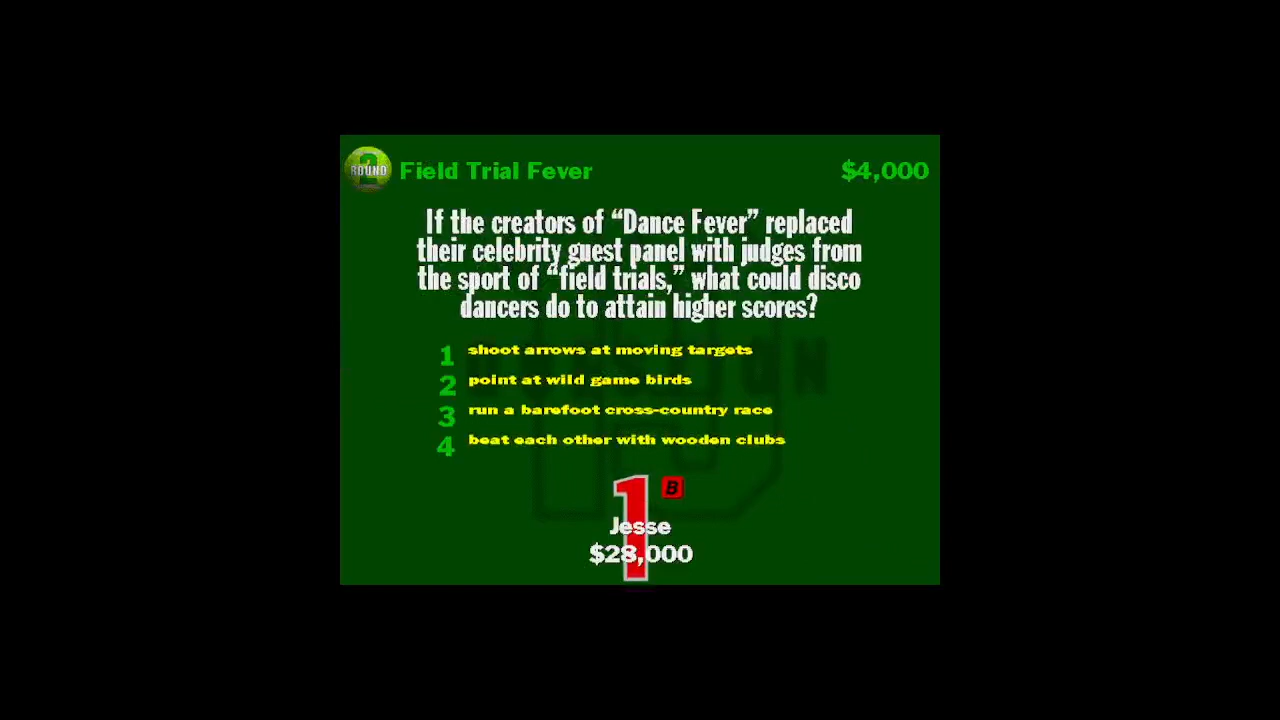 2
ROUND
Field Trial Fever
$4,000
If the creators of “Dance Fever” replaced
their celebrity guest panel with judges from
the sport of “field trials,” what could disco
dancers do to attain higher scores?
1 shoot arrows at moving targets
2 point at wild game birds
3 run a barefoot cross-country race
4 beat each other with wooden clubs
1
B
Jesse
$28,000